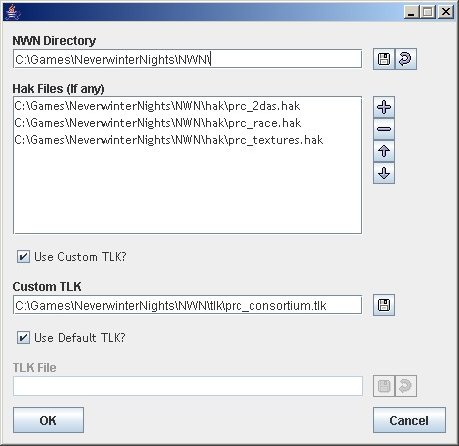 NWN Directory
C:\Games\NeverwinterNights\NWN\
Hak Files (If any)
C:\Games\NeverwinterNights\NWN\hak\prc_2das.hak
C:\Games\NeverwinterNights\NWN\hak\prc_race.hak
C:\Games\NeverwinterNights\NWN\hak\prc_textures.hak
Use Custom TLK?
Custom TLK
C:\Games\NeverwinterNights\NWN\tlk\prc_consortium.tlk
Use Default TLK?
TLK File
OK Cancel